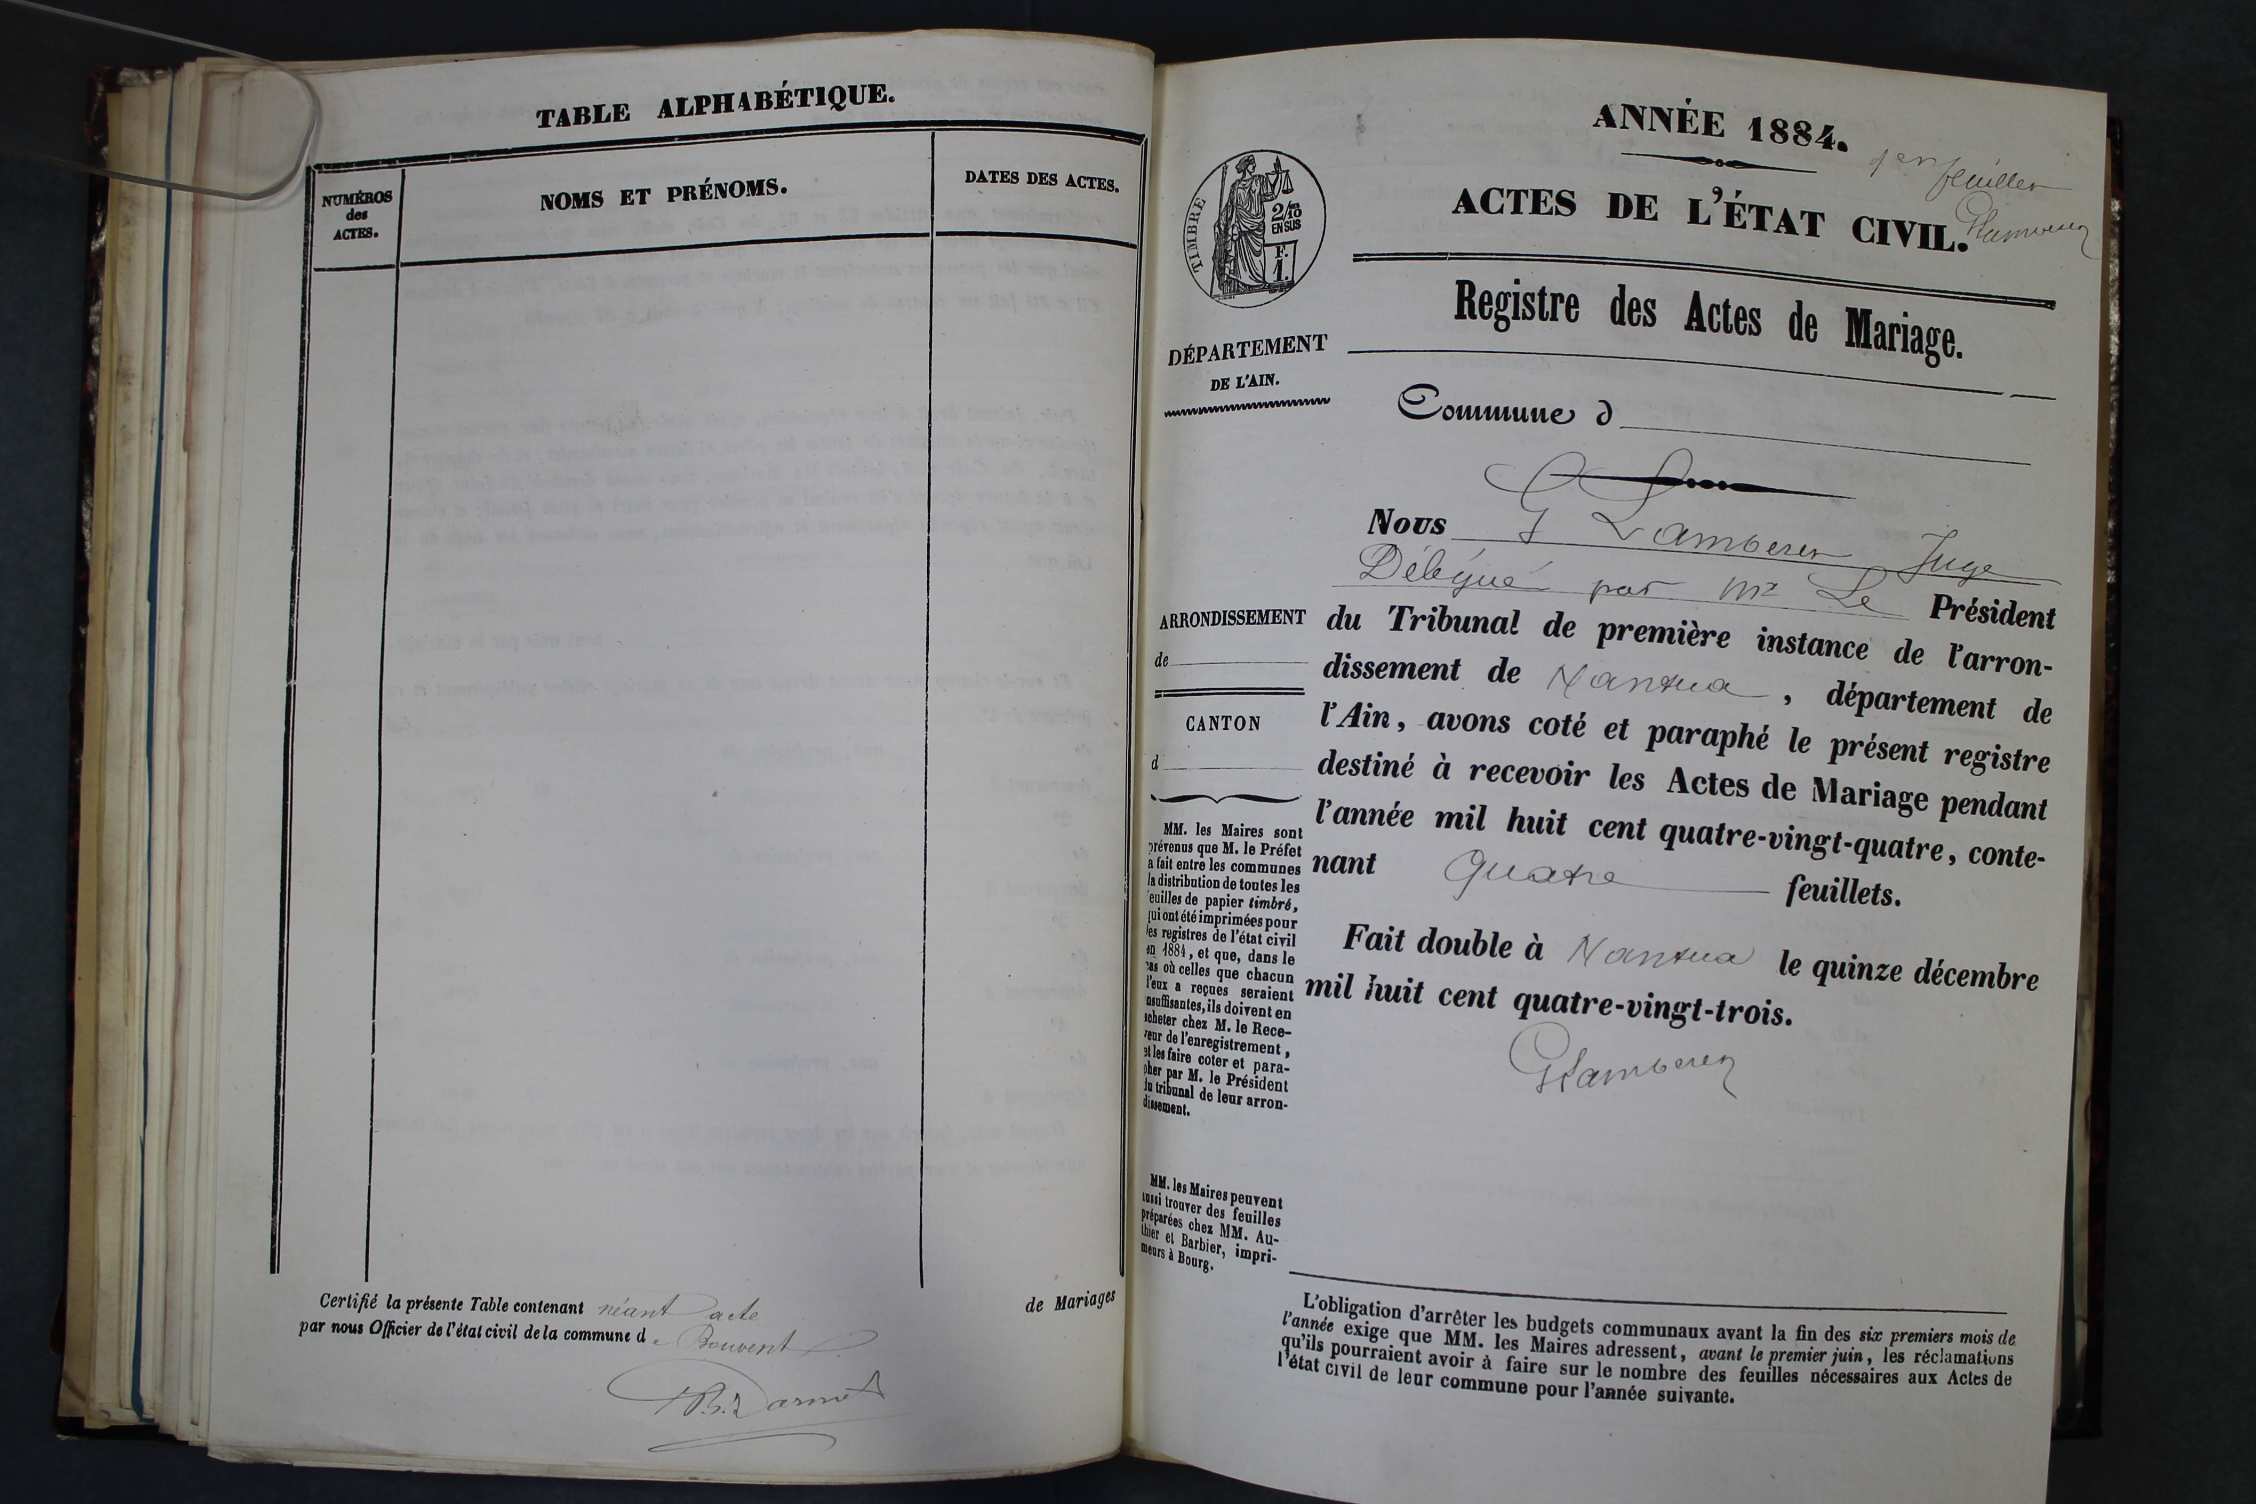 TABLE ALPHABÉTIQUE.
NUMÉROS
des
ACTES.
NOMS ET PRÉNOMS.
DATES DES ACTES.
Certifié la présente Table contenant néant acte de Mariages
par nous Officier de l'état civil de la commune de Bouvent
ANNÉE 1884.
1er feuillet
ACTES DE L'ÉTAT CIVIL.
TIMBRE
2/10
EN SUS
F.
1.
Registre des Actes de Mariage.
DÉPARTEMENT
DE L'AIN.
Commune d
Nous G Lamberet Juge
Délégué par Mr Le Président
du Tribunal de première instance de l'arron-
dissement de Nantua, département de
l'Ain, avons coté et paraphé le présent registre
destiné à recevoir les Actes de Mariage pendant
l'année mil huit cent quatre-vingt-quatre, conte-
nant quatre feuillets.
Fait double à Nantua le quinze décembre
mil huit cent quatre-vingt-trois.
ARRONDISSEMENT
de
CANTON
d
MM. les Maires sont
prévenus que M. le Préfet
a fait entre les communes
la distribution de toutes les
feuilles de papier timbré,
qui ont été imprimées pour
les registres de l'état civil
en 1884, et que, dans le
cas où celles que chacun
l'eux a reçues seraient
insuffisantes, ils doivent en
acheter chez M. le Rece-
veur de l'enregistrement,
et les faire coter et para-
pher par M. le Président
du tribunal de leur arron-
dissement.
MM. les Maires peuvent
aussi trouver des feuilles
préparées chez MM. Au-
thier et Barbier, impri-
meurs à Bourg.
L'obligation d'arrêter les budgets communaux avant la fin des six premiers mois de
l'année exige que MM. les Maires adressent, avant le premier juin, les réclamations
qu'ils pourraient avoir à faire sur le nombre des feuilles nécessaires aux Actes de
l'état civil de leur commune pour l'année suivante.